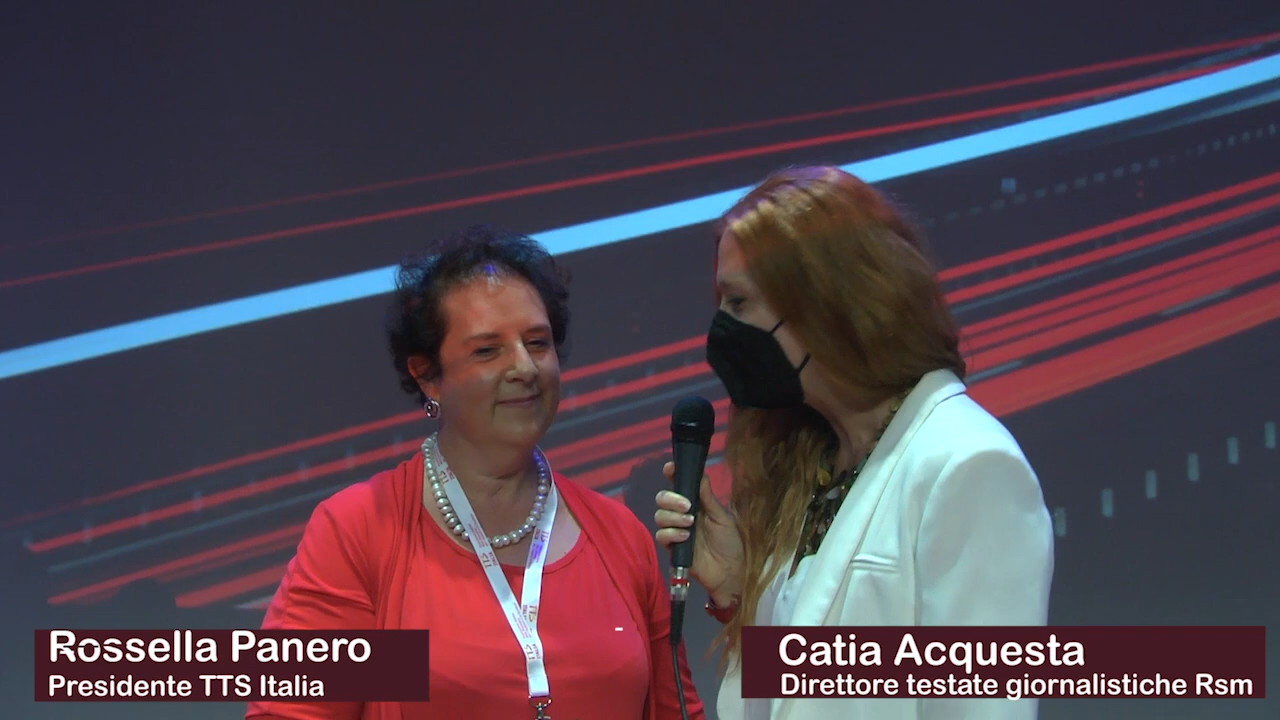 Rossella Panero
Presidente TTS Italia
Catia Acquesta
Direttore testate giornalistiche Rsm